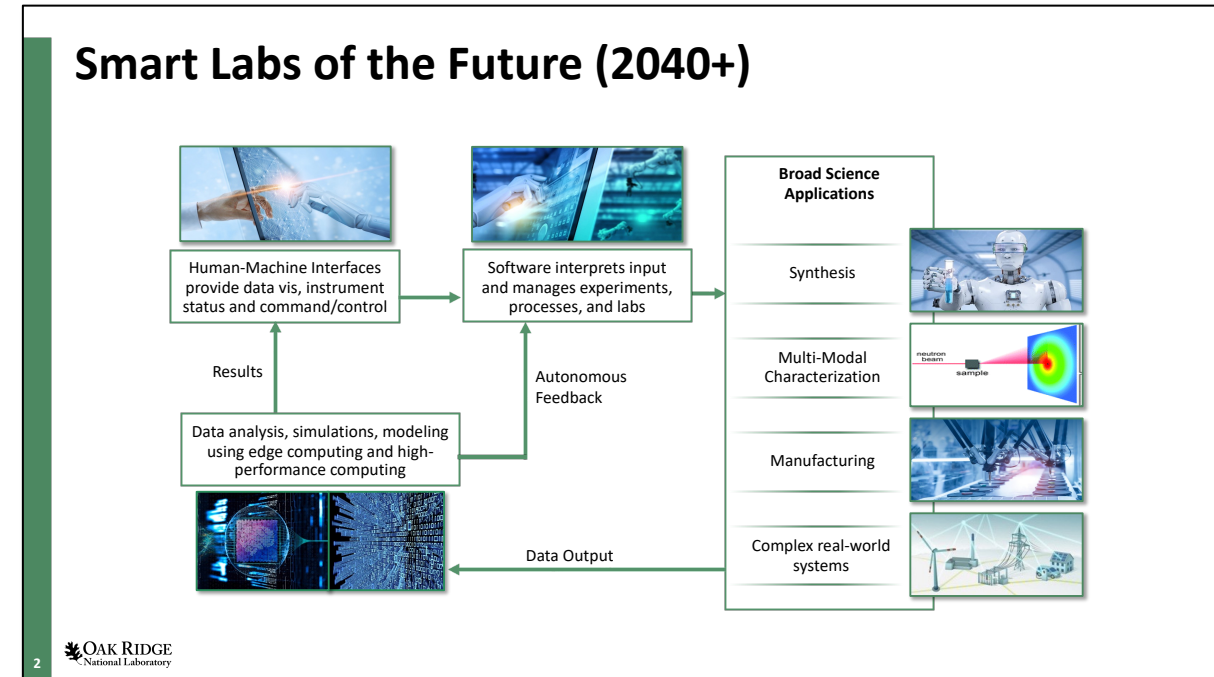 Smart Labs of the Future (2040+)
Human-Machine Interfaces
provide data vis, instrument
status and command/control
Software interprets input
and manages experiments,
processes, and labs
Broad Science
Applications
Synthesis
Multi-Modal
Characterization
neutron
beam
sample
Manufacturing
Complex real-world
systems
Results
Autonomous
Feedback
Data analysis, simulations, modeling
using edge computing and high-
performance computing
Data Output
2
OAK RIDGE
National Laboratory